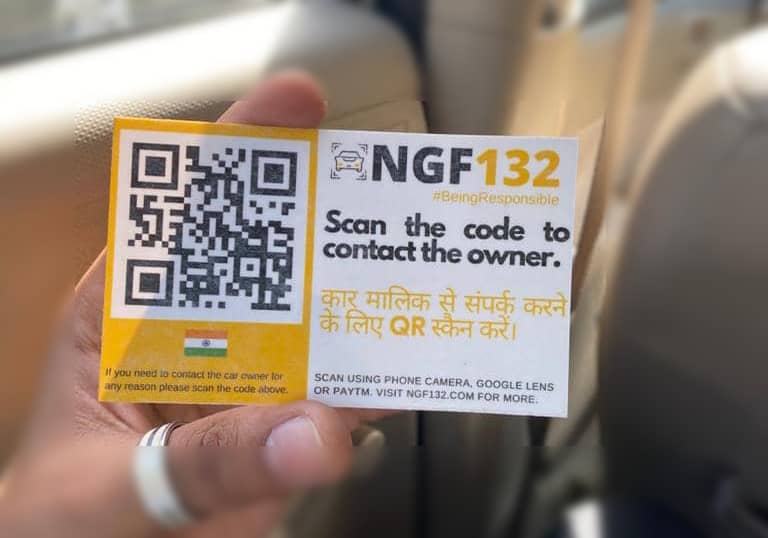 If you need to contact the car owner for
any reason please scan the code above.
NGF132
#BeingResponsible
Scan the code to
contact the owner.
कार मालिक से संपर्क करने
के लिए QR स्कैन करें।
SCAN USING PHONE CAMERA, GOOGLE LENS
OR PAYTM. VISIT NGF132.COM FOR MORE.